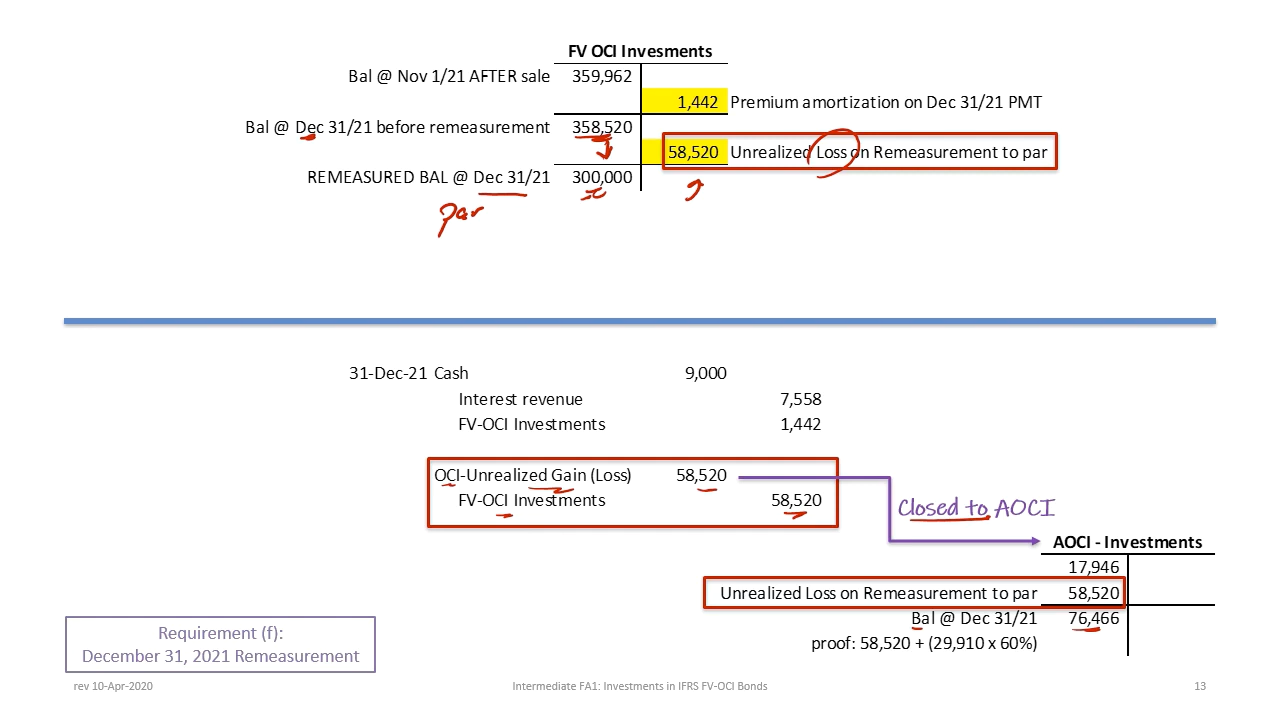 FV OCI Invesments
Bal @ Nov 1/21 AFTER sale 359,962
1,442 Premium amortization on Dec 31/21 PMT
Bal @ Dec 31/21 before remeasurement 358,520
58,520 Unrealized Loss on Remeasurement to par
REMEASURED BAL @ Dec 31/21 300,000
par
31-Dec-21 Cash 9,000
Interest revenue 7,558
FV-OCI Investments 1,442
OCI-Unrealized Gain (Loss) 58,520
FV-OCI Investments 58,520
Closed to AOCI
AOCI - Investments
17,946
Unrealized Loss on Remeasurement to par 58,520
Bal @ Dec 31/21 76,466
proof: 58,520 + (29,910 x 60%)
Requirement (f):
December 31, 2021 Remeasurement
rev 10-Apr-2020 Intermediate FA1: Investments in IFRS FV-OCI Bonds 13